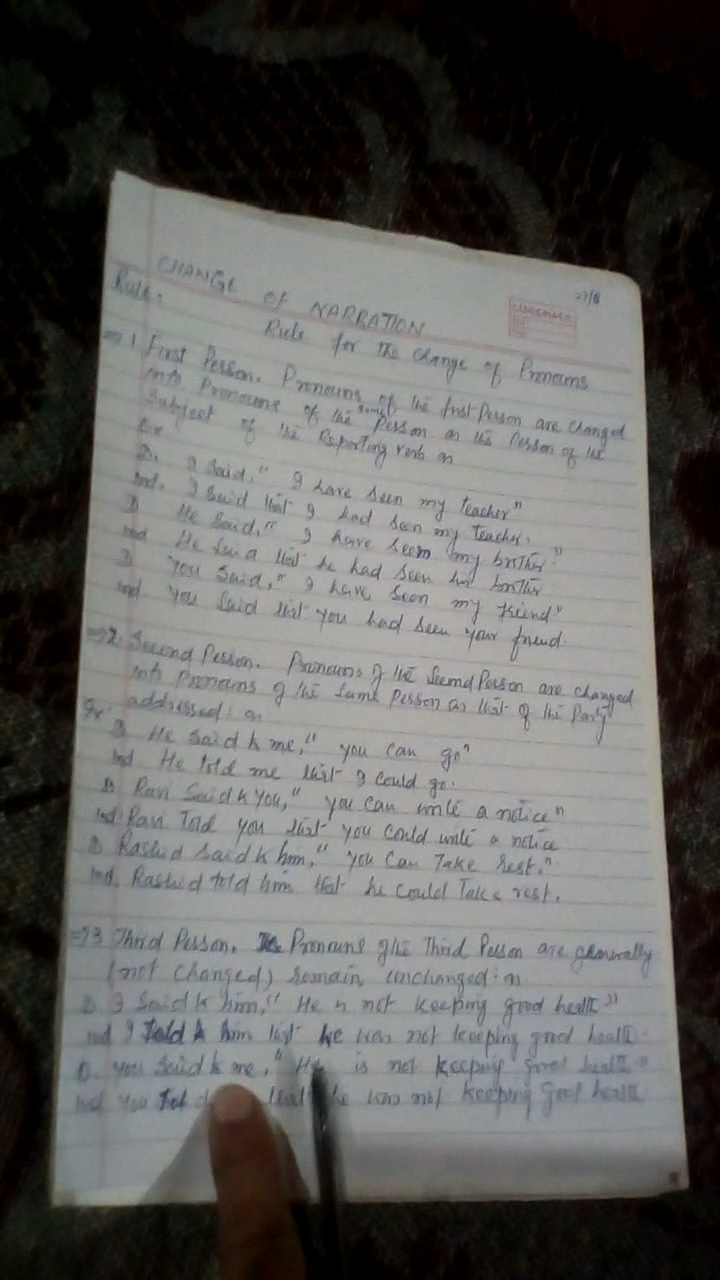 CHANGE OF NARRATION
27/8
CLASSMATE
Rule:
Rule for the change of Pronouns
⇒ 1. First Person. Pronouns of the first Person are changed
into Pronouns of the same Person as the Person of the
Subject of the Reporting verb as
Ex
D. I Said, "I have seen my teacher"
Ind. I Said that I had seen my teacher.
D He Said, "I have seen my brother"
Ind He Said that he had seen his brother
D You Said, "I have seen my friend"
Ind. You Said that you had seen your friend.
⇒ 2. Second Person. Pronouns of the Second Person are changed
into Pronouns of the same Person as that of the Party
addressed: as
Ex.
D He Said to me, "you can go"
Ind He told me that I could go.
D Ravi Said to you, "you can write a notice"
Ind Ravi Told you that you could write a notice
D Rashid said to him, "you Can Take rest."
Ind. Rashid told him that he could Take rest.
⇒ 3 Third Person. Pronouns of the Third Person are generally
(not changed) remain unchanged: as
D I Said to him, "He is not keeping good health"
Ind I Told him that he was not keeping good health.
D. you Said to me, "He is not keeping good health"
Ind you that he was not keeping Good health